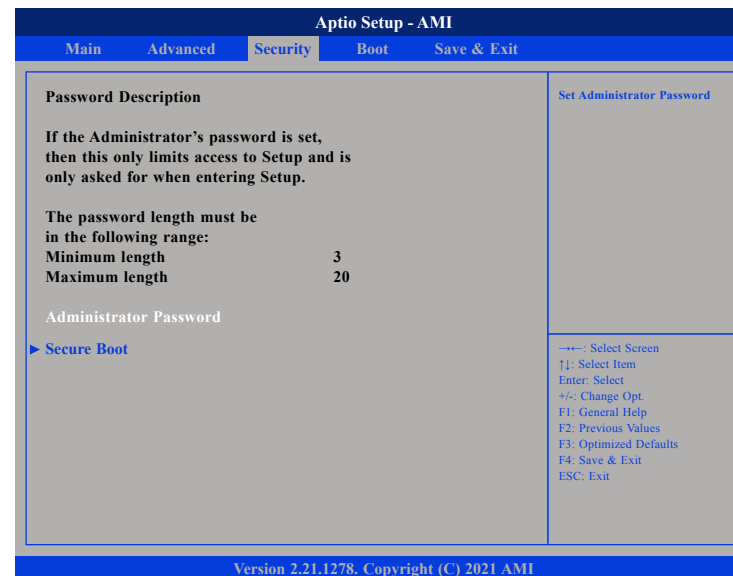 Aptio Setup - AMI
Main Advanced Security Boot Save & Exit
Password Description
If the Administrator's password is set,
then this only limits access to Setup and is
only asked for when entering Setup.
The password length must be
in the following range:
Minimum length 3
Maximum length 20
Administrator Password
► Secure Boot
Set Administrator Password
→←: Select Screen
↑↓: Select Item
Enter: Select
+/-: Change Opt.
F1: General Help
F2: Previous Values
F3: Optimized Defaults
F4: Save & Exit
ESC: Exit
Version 2.21.1278. Copyright (C) 2021 AMI